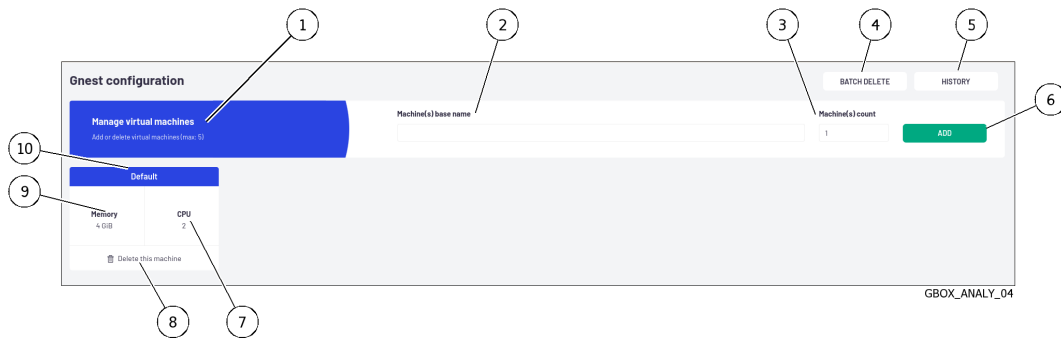 1
2
3
4
5
Gnest configuration
BATCH DELETE
HISTORY
6
Manage virtual machines
Add or delete virtual machines (max: 5)
Machine(s) base name
Machine(s) count
1
ADD
10
Default
9
Memory
4 GiB
CPU
2
Delete this machine
GBOX_ANALY_04
8
7